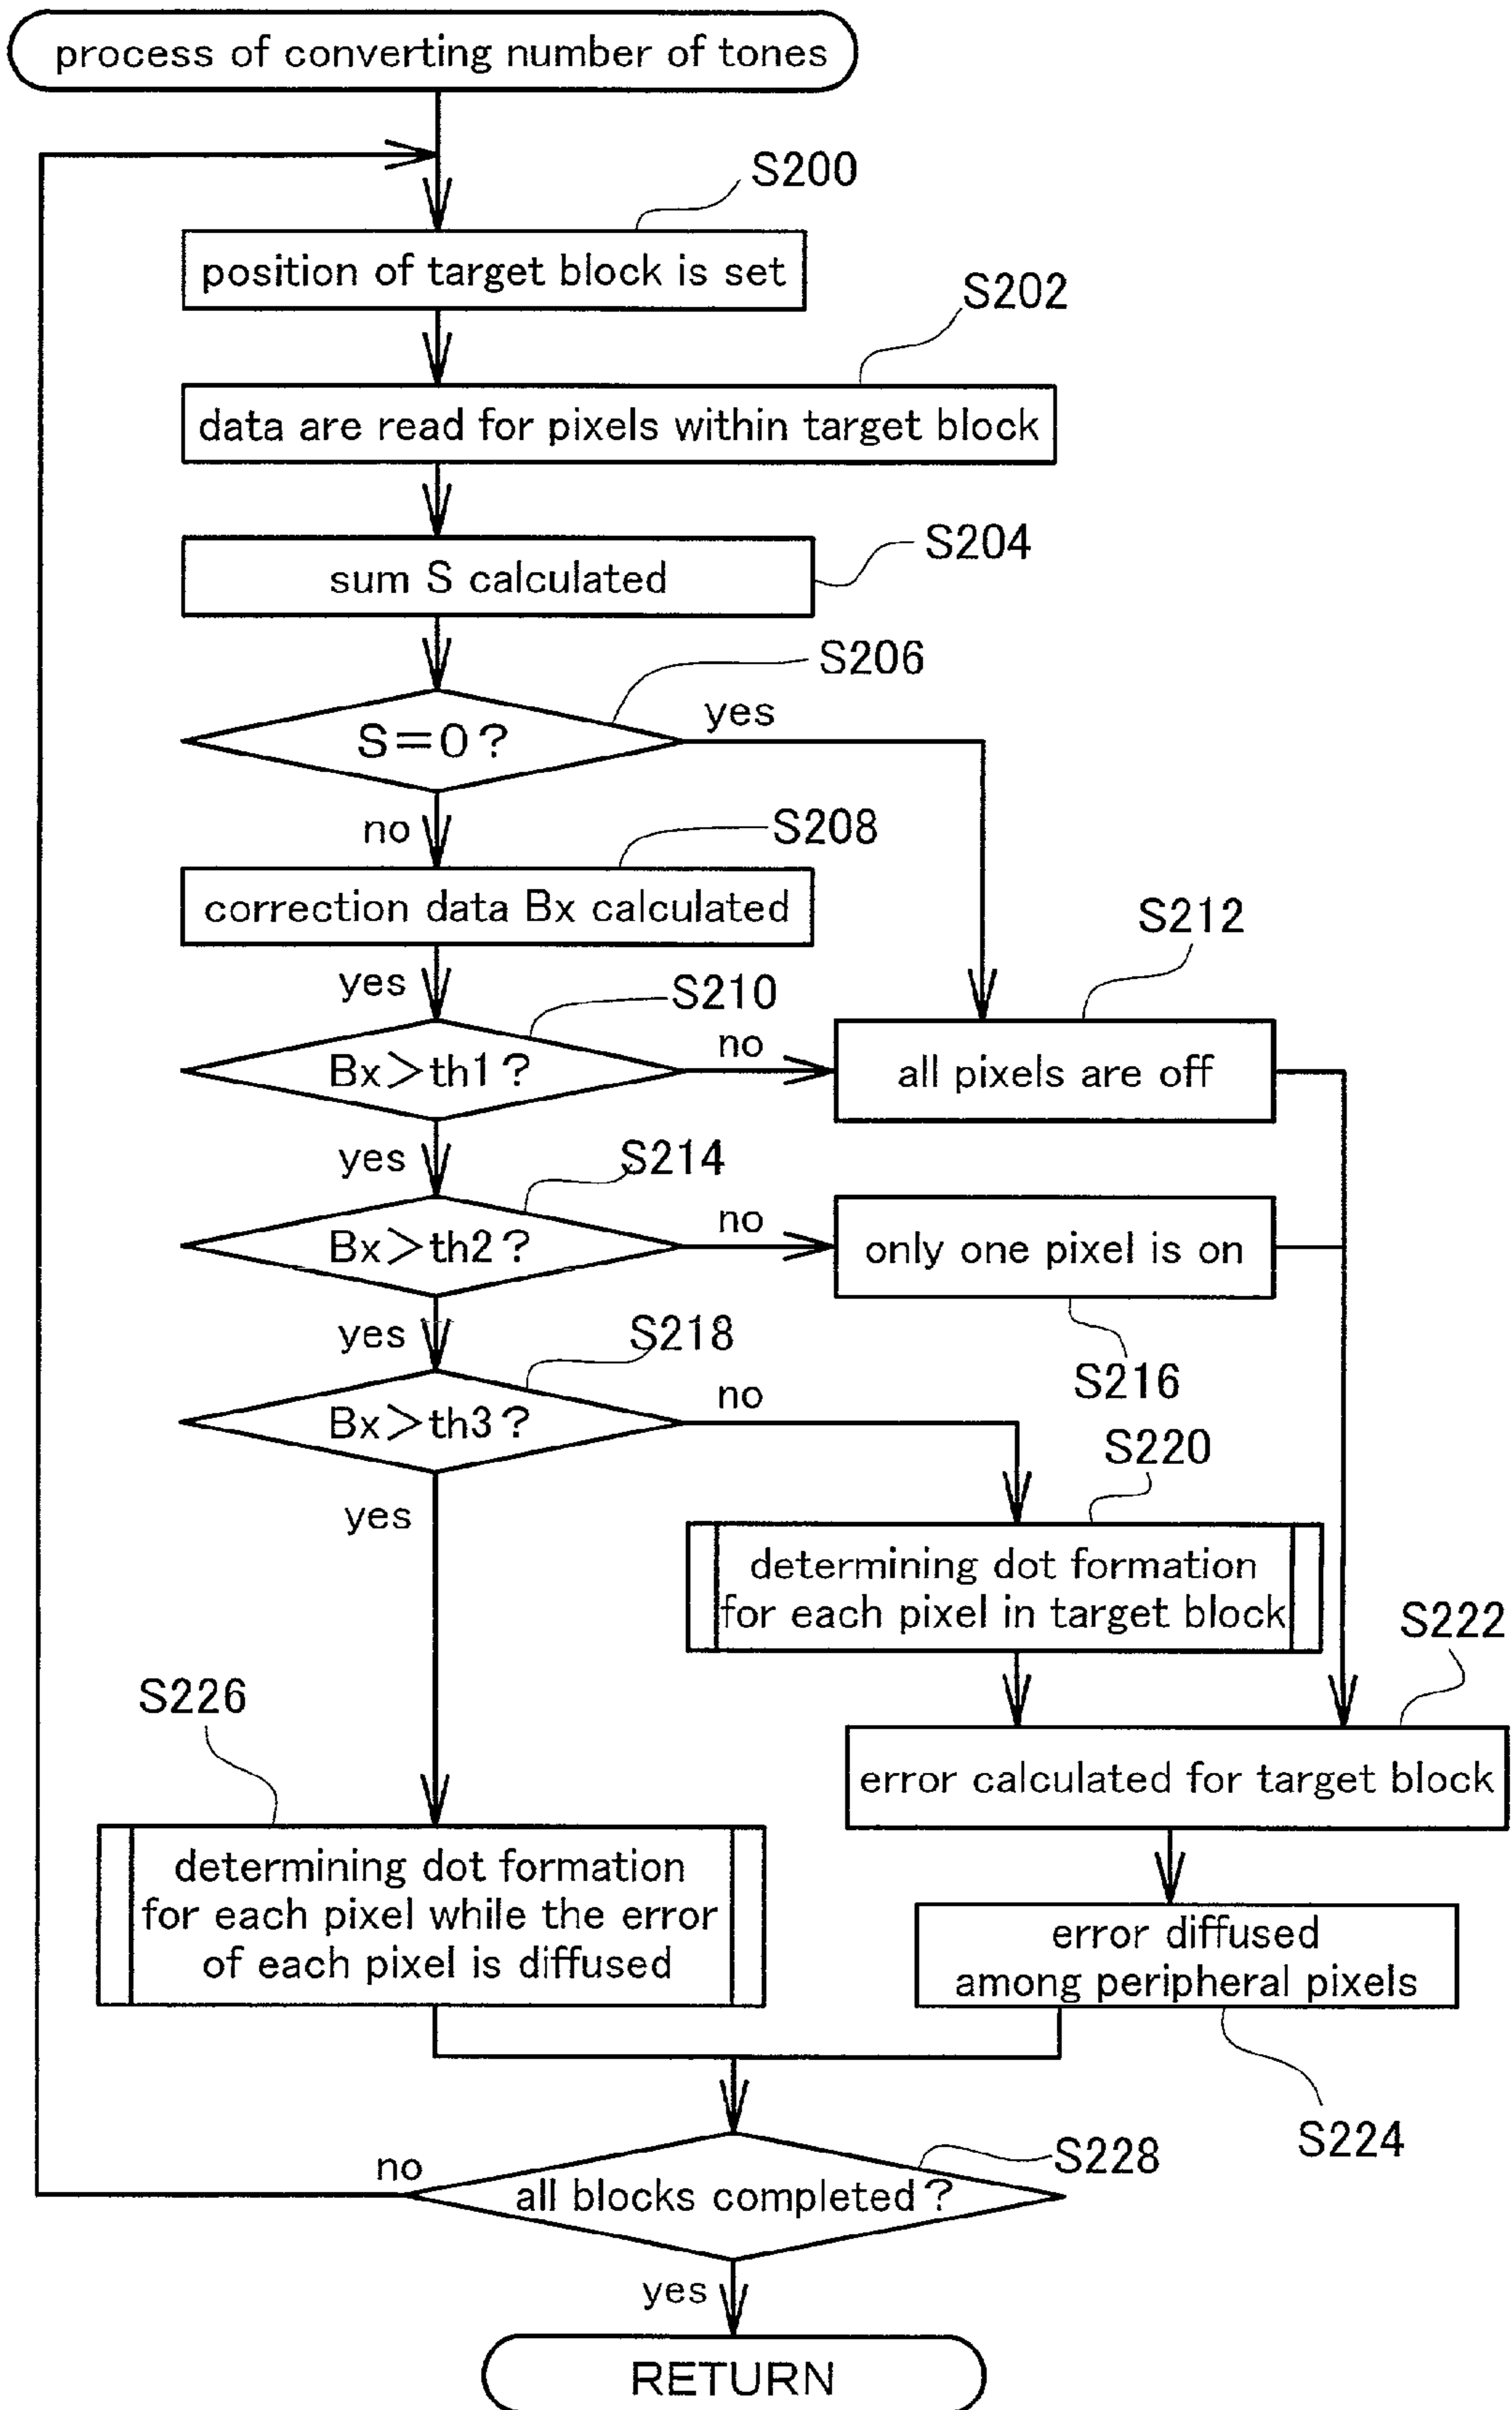 process of converting number of tones
S200
position of target block is set
S202
data are read for pixels within target block
S204
sum S calculated
S206
S=0?
yes
no
S208
correction data Bx calculated
S212
yes
S210
Bx>th1?
no
all pixels are off
yes
S214
Bx>th2?
no
only one pixel is on
yes
S218
S216
Bx>th3?
no
S220
yes
determining dot formation
for each pixel in target block
S222
S226
error calculated for target block
determining dot formation
for each pixel while the error
of each pixel is diffused
error diffused
among peripheral pixels
S224
S228
no
all blocks completed?
yes
RETURN